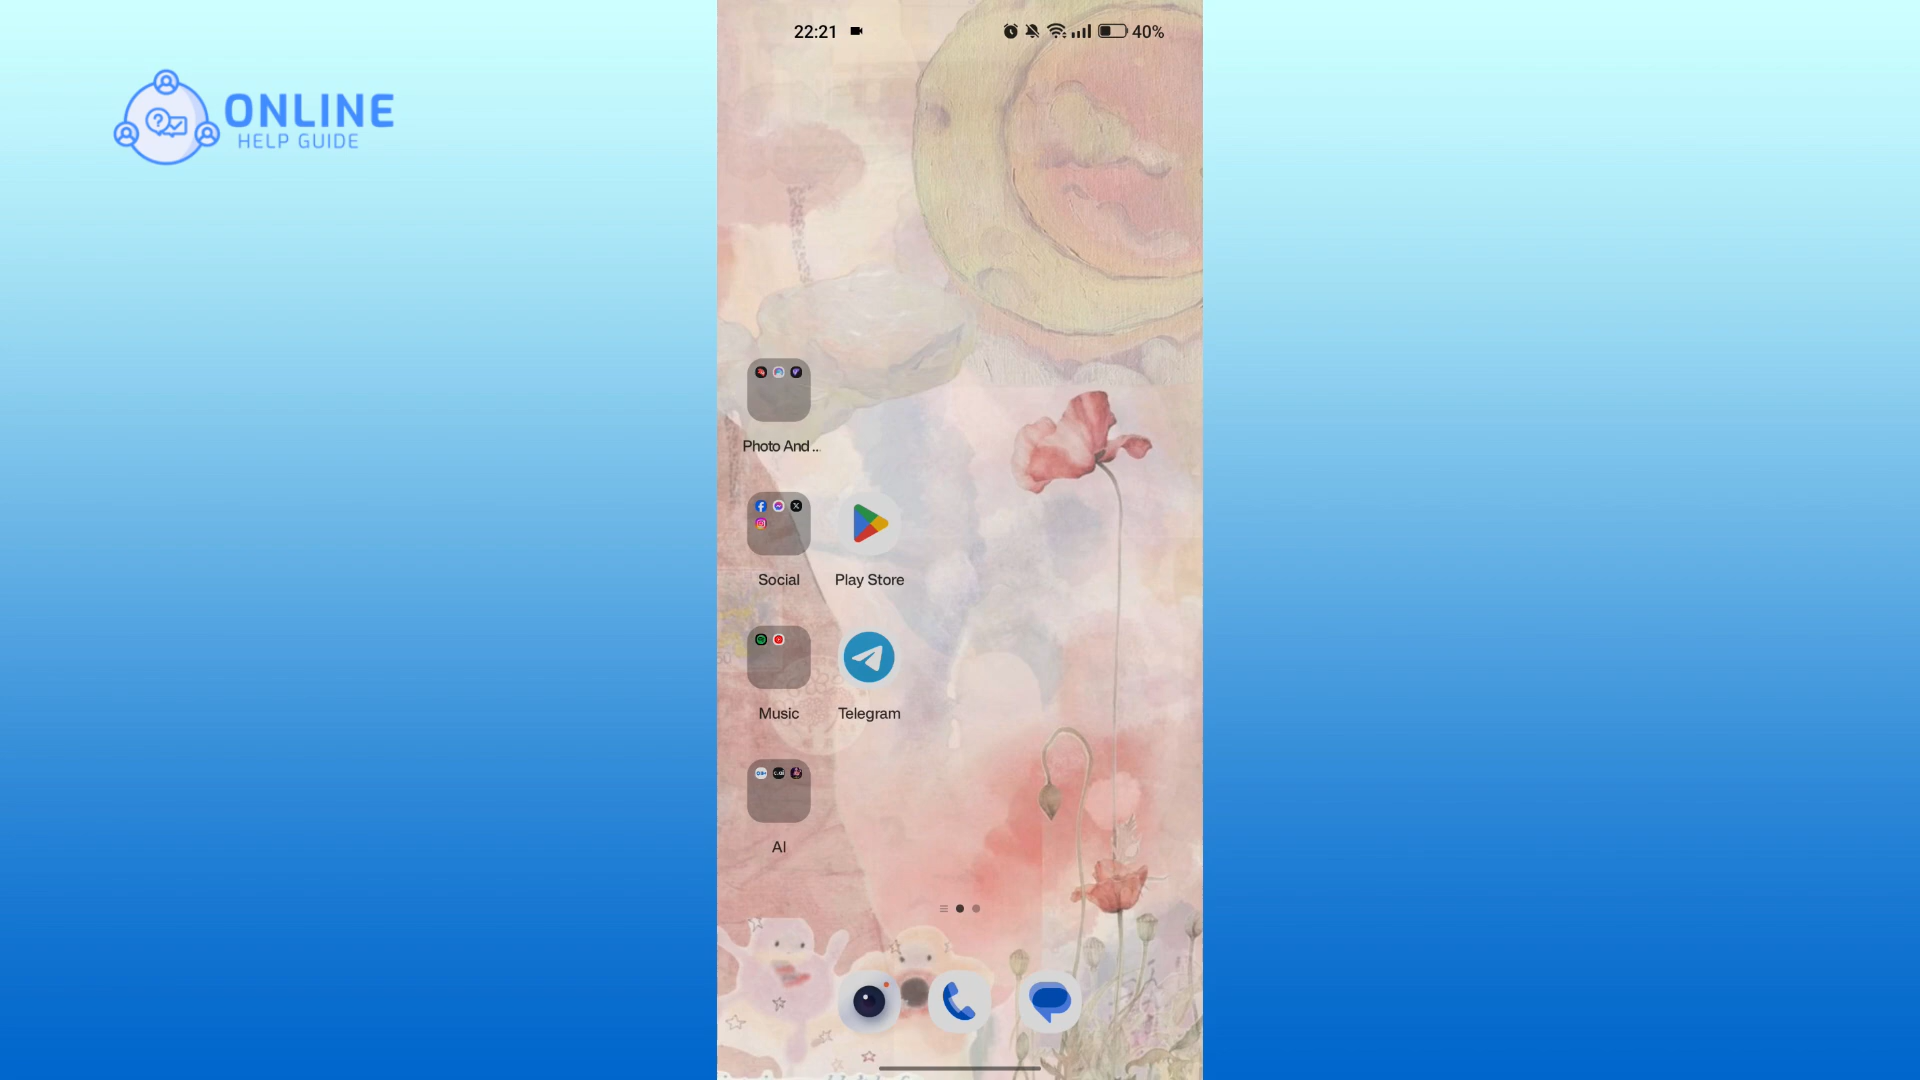 22:21
40%
ONLINE
HELP GUIDE
Photo And ...
Social
Play Store
Music
Telegram
AI